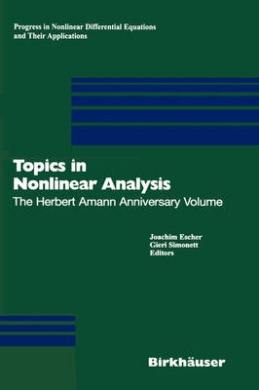 Progress in Nonlinear Differential Equations
and Their Applications
Topics in
Nonlinear Analysis
The Herbert Amann Anniversary Volume
Joachim Escher
Gieri Simonett
Editors
Birkhäuser